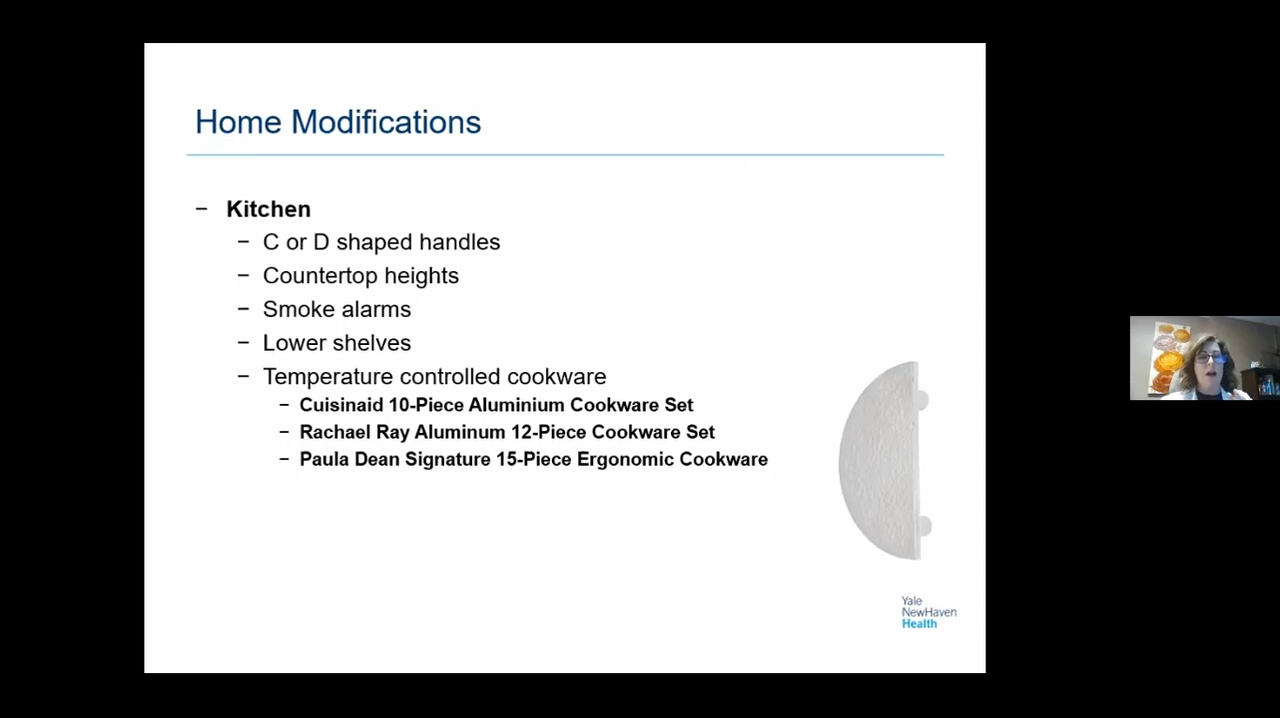 Home Modifications
− Kitchen
− C or D shaped handles
− Countertop heights
− Smoke alarms
− Lower shelves
− Temperature controlled cookware
− Cuisinaid 10-Piece Aluminium Cookware Set
− Rachael Ray Aluminum 12-Piece Cookware Set
− Paula Dean Signature 15-Piece Ergonomic Cookware
Yale
NewHaven
Health